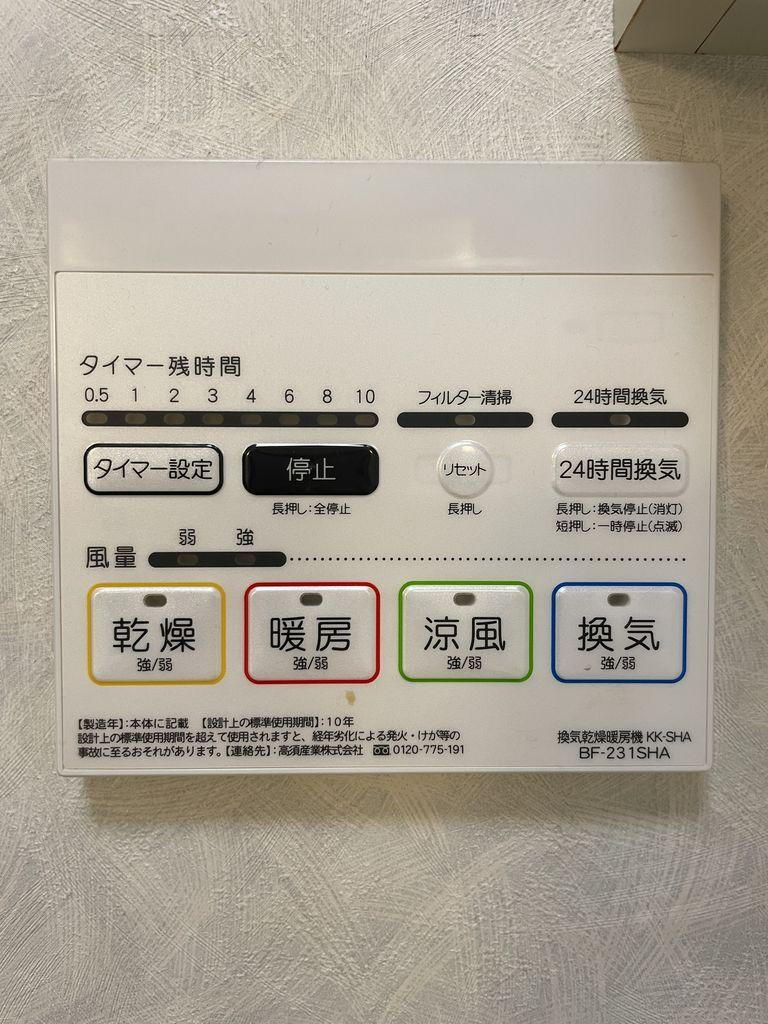 タイマー残時間
0.5 1 2 3 4 6 8 10 フィルター清掃 24時間換気
タイマー設定 停止 リセット 24時間換気
長押し:全停止 長押し 長押し:換気停止(消灯)
短押し:一時停止(点滅)
弱 強
風量
乾燥 暖房 涼風 換気
強/弱 強/弱 強/弱 強/弱
【製造年】:本体に記載 【設計上の標準使用期間】:10年
設計上の標準使用期間を超えて使用されますと、経年劣化による発火・けが等の
事故に至るおそれがあります。【連絡先】:高須産業株式会社 0120-775-191
換気乾燥暖房機 KK-SHA
BF-231SHA